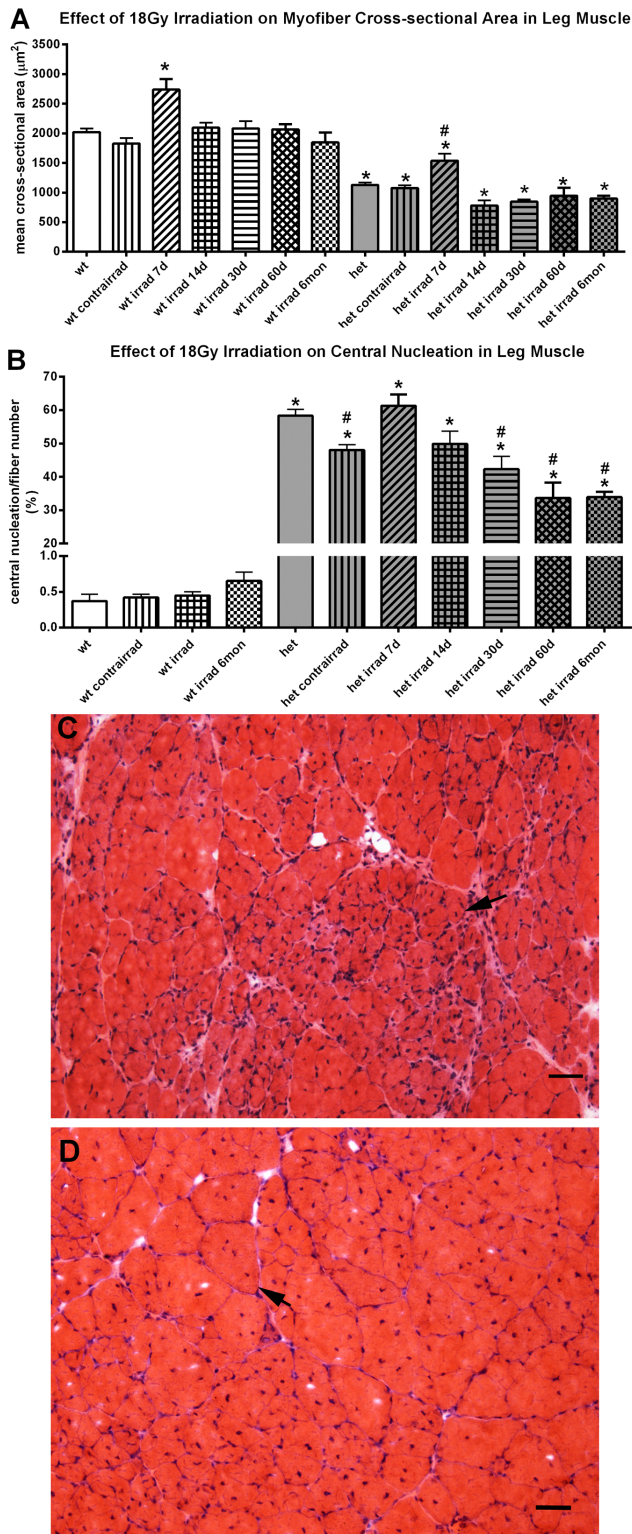 A
Effect of 18Gy Irradiation on Myofiber Cross-sectional Area in Leg Muscle
mean cross-sectional area (µm²)
3500
3000
2500
2000
1500
1000
500
0
*
*
*
#
*
*
*
*
*
wt
wt contrairrad
wt irrad 7d
wt irrad 14d
wt irrad 30d
wt irrad 60d
wt irrad 6mon
het
het contrairrad
het irrad 7d
het irrad 14d
het irrad 30d
het irrad 60d
het irrad 6mon
B
Effect of 18Gy Irradiation on Central Nucleation in Leg Muscle
central nucleation/fiber number
(%)
70
60
50
40
30
20
1.0
0.5
0.0
*
#
*
*
*
#
*
#
*
#
*
wt
wt contrairrad
wt irrad
wt irrad 6mon
het
het contrairrad
het irrad 7d
het irrad 14d
het irrad 30d
het irrad 60d
het irrad 6mon
C
D